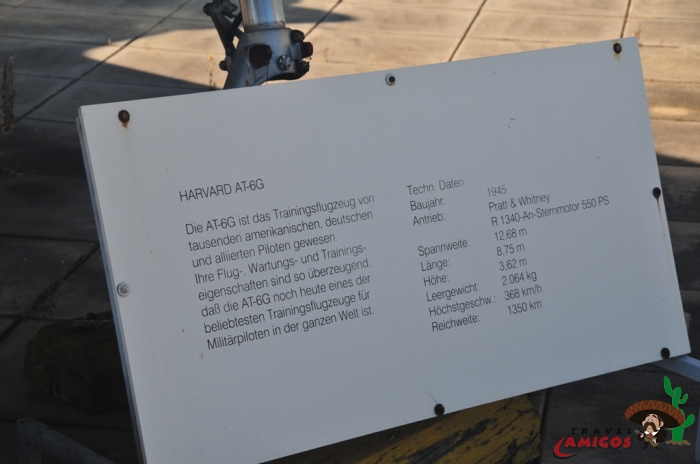 HARVARD AT-6G
Die AT-6G ist das Trainingsflugzeug von
tausenden amerikanischen, deutschen
und alliierten Piloten gewesen.
Ihre Flug-, Wartungs- und Trainings-
eigenschaften sind so überzeugend,
daß die AT-6G noch heute eines der
beliebtesten Trainingsflugzeuge für
Militärpiloten in der ganzen Welt ist.
Techn. Daten:
Baujahr: 1945
Antrieb: Pratt & Whitney
R 1340-An-Sternmotor 550 PS
Spannweite: 12,68 m
Länge: 8,75 m
Höhe: 3,62 m
Leergewicht: 2.064 kg
Höchstgeschw.: 368 km/h
Reichweite: 1350 km
TRAVEL
AMIGOS